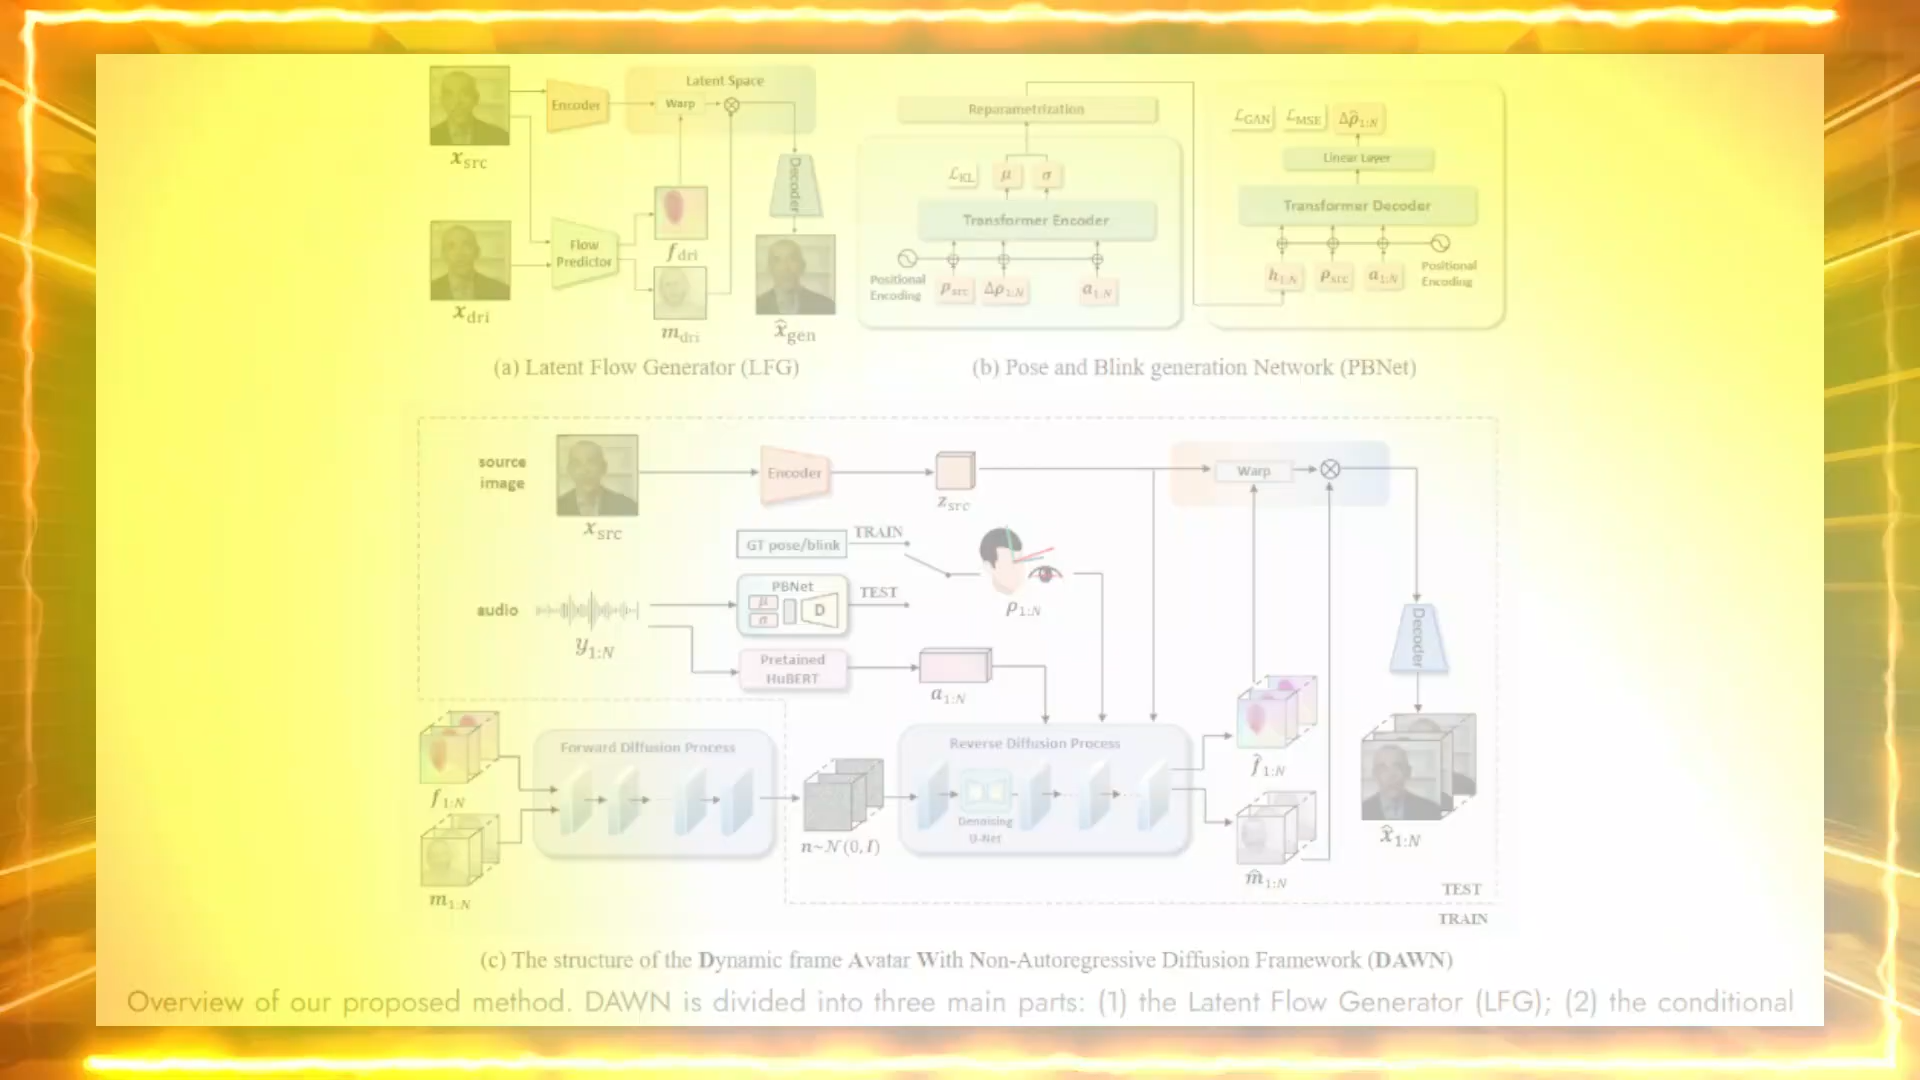 Latent Space
Encoder
Warp
x_src
Decoder
Flow
Predictor
f_dri
x_dri
m_dri
x̂_gen
(a) Latent Flow Generator (LFG)
Reparametrization
ℒ_KL
μ
σ
Transformer Encoder
Positional
Encoding
ρ_src
Δρ_1:N
a_1:N
ℒ_GAN
ℒ_MSE
Δρ̂_1:N
Linear Layer
Transformer Decoder
h_1:N
ρ_src
a_1:N
Positional
Encoding
(b) Pose and Blink generation Network (PBNet)
source
image
x_src
Encoder
z_src
Warp
GT pose/blink
TRAIN
PBNet
μ
σ
D
TEST
ρ_1:N
audio
y_1:N
Pretained
HuBERT
a_1:N
Decoder
f_1:N
m_1:N
Forward Diffusion Process
n~𝒩(0, I)
Reverse Diffusion Process
Denoising
U-Net
f̂_1:N
m̂_1:N
x̂_1:N
TEST
TRAIN
(c) The structure of the Dynamic frame Avatar With Non-Autoregressive Diffusion Framework (DAWN)
Overview of our proposed method. DAWN is divided into three main parts: (1) the Latent Flow Generator (LFG); (2) the conditional